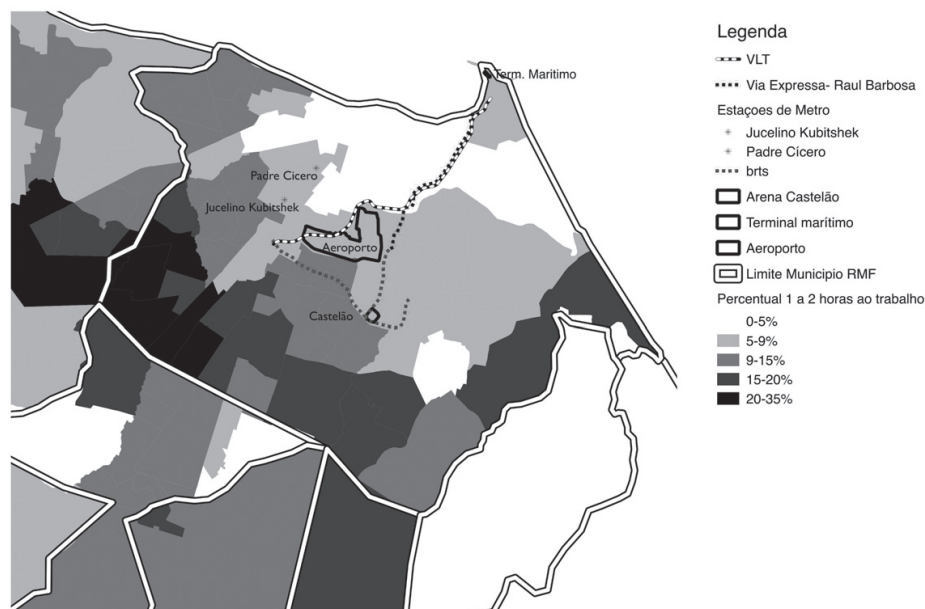 Term. Maritimo
Padre Cicero
Jucelino Kubitshek
Aeroporto
Castelão
Legenda
VLT
Via Expressa- Raul Barbosa
Estaçoes de Metro
Jucelino Kubitshek
Padre Cícero
brts
Arena Castelão
Terminal marítimo
Aeroporto
Limite Municipio RMF
Percentual 1 a 2 horas ao trabalho
0-5%
5-9%
9-15%
15-20%
20-35%